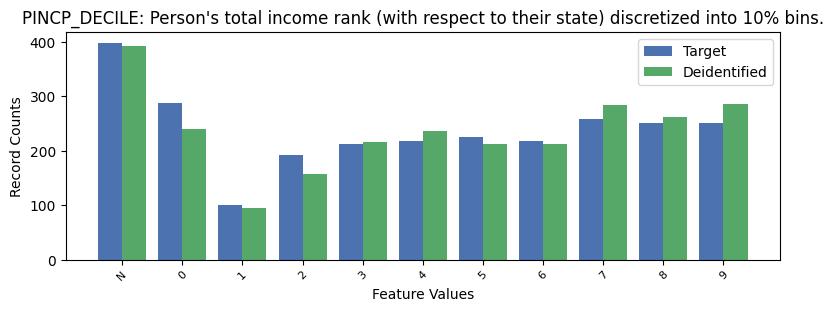 PINCP_DECILE: Person's total income rank (with respect to their state) discretized into 10% bins.
400
300
200
100
0
Record Counts
Target
Deidentified
N 0 1 2 3 4 5 6 7 8 9
Feature Values